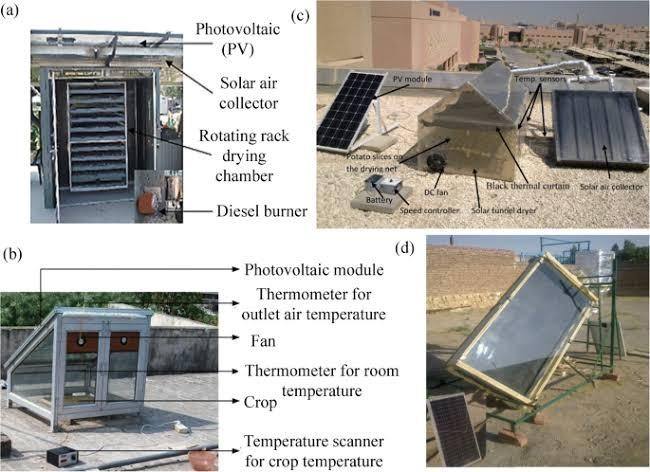 (a)
Photovoltaic
(PV)
Solar air
collector
Rotating rack
drying
chamber
Diesel burner
(b)
Photovoltaic module
Thermometer for
outlet air temperature
Fan
Thermometer for room
temperature
Crop
Temperature scanner
for crop temperature
(c)
PV module
Temp. sensors
Potato slices on
the drying net
Battery
DC fan
Speed controller
Black thermal curtain
Solar tunnel dryer
Solar air collector
(d)